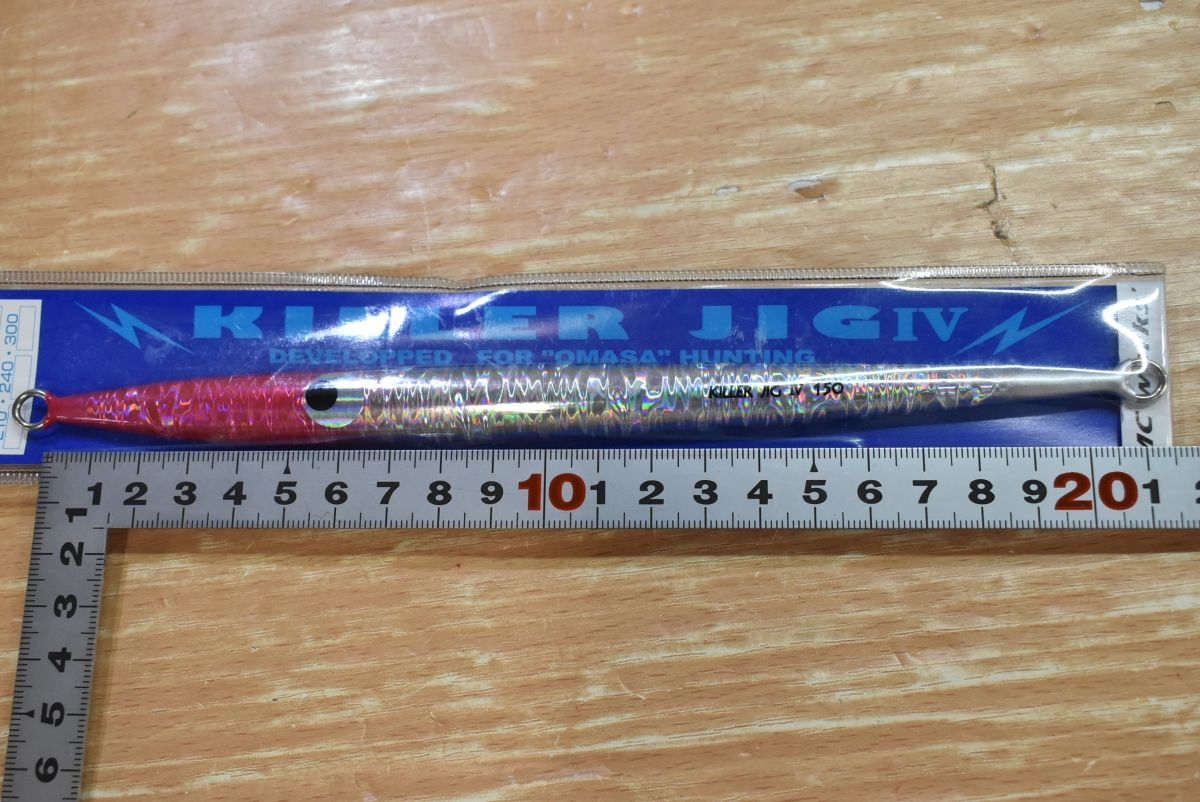 KILLER JIG IV
DEVELOPPED FOR "OMASA" HUNTING
210・240・300
KILLER JIG IV 150
1 2 3 4 5 6 7 8 9 10 1 2 3 4 5 6 7 8 9 20 1
1 2 3 4 5 6